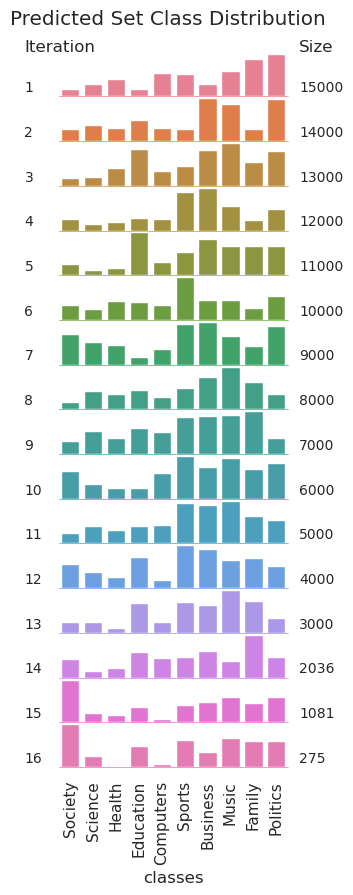 Predicted Set Class Distribution
Iteration Size
1 15000
2 14000
3 13000
4 12000
5 11000
6 10000
7 9000
8 8000
9 7000
10 6000
11 5000
12 4000
13 3000
14 2036
15 1081
16 275
Society
Science
Health
Education
Computers
Sports
Business
Music
Family
Politics
classes